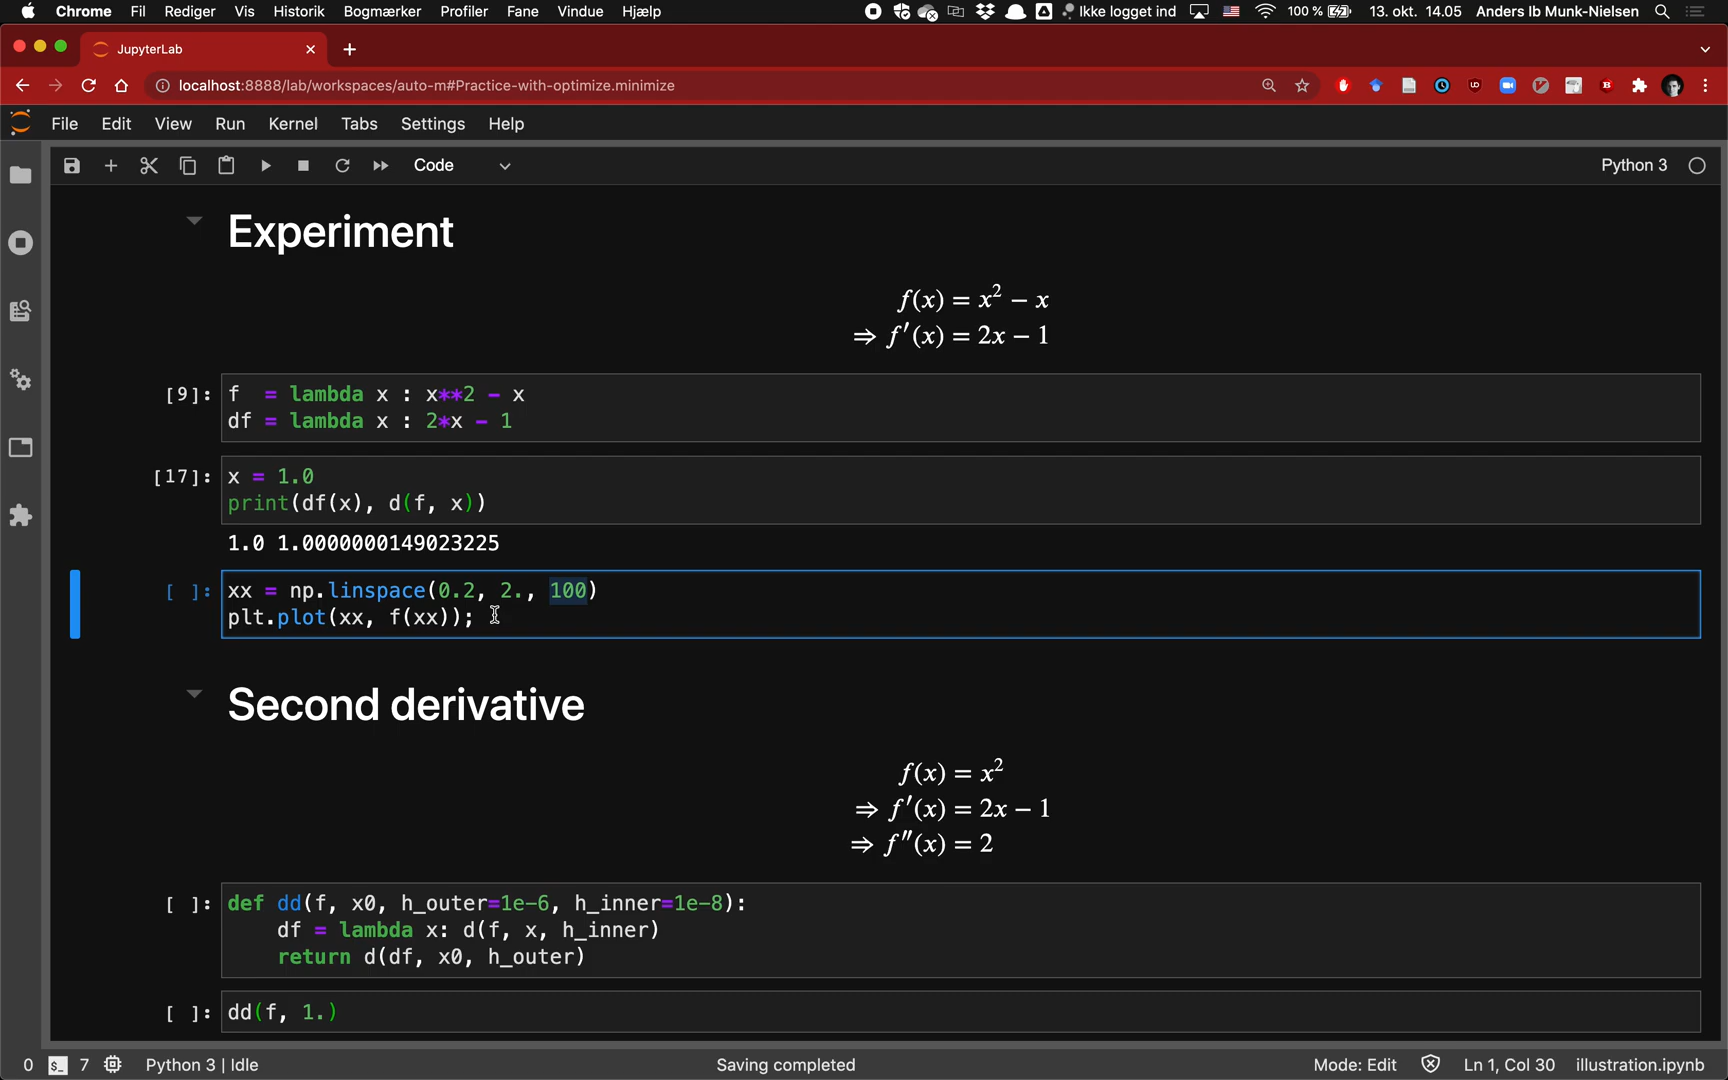 Chrome Fil Rediger Vis Historik Bogmærker Profiler Fane Vindue Hjælp Ikke logget ind 100 % 13. okt. 14.05 Anders Ib Munk-Nielsen
JupyterLab
localhost:8888/lab/workspaces/auto-m#Practice-with-optimize.minimize
File Edit View Run Kernel Tabs Settings Help
Code Python 3
Experiment
f(x) = x² − x
⇒ f′(x) = 2x − 1
[9]: f = lambda x : x**2 - x
df = lambda x : 2*x - 1
[17]: x = 1.0
print(df(x), d(f, x))
1.0 1.0000000149023225
[ ]: xx = np.linspace(0.2, 2., 100)
plt.plot(xx, f(xx));
Second derivative
f(x) = x²
⇒ f′(x) = 2x − 1
⇒ f″(x) = 2
[ ]: def dd(f, x0, h_outer=1e-6, h_inner=1e-8):
df = lambda x: d(f, x, h_inner)
return d(df, x0, h_outer)
[ ]: dd(f, 1.)
0 $_ 7 Python 3 | Idle Saving completed Mode: Edit Ln 1, Col 30 illustration.ipynb